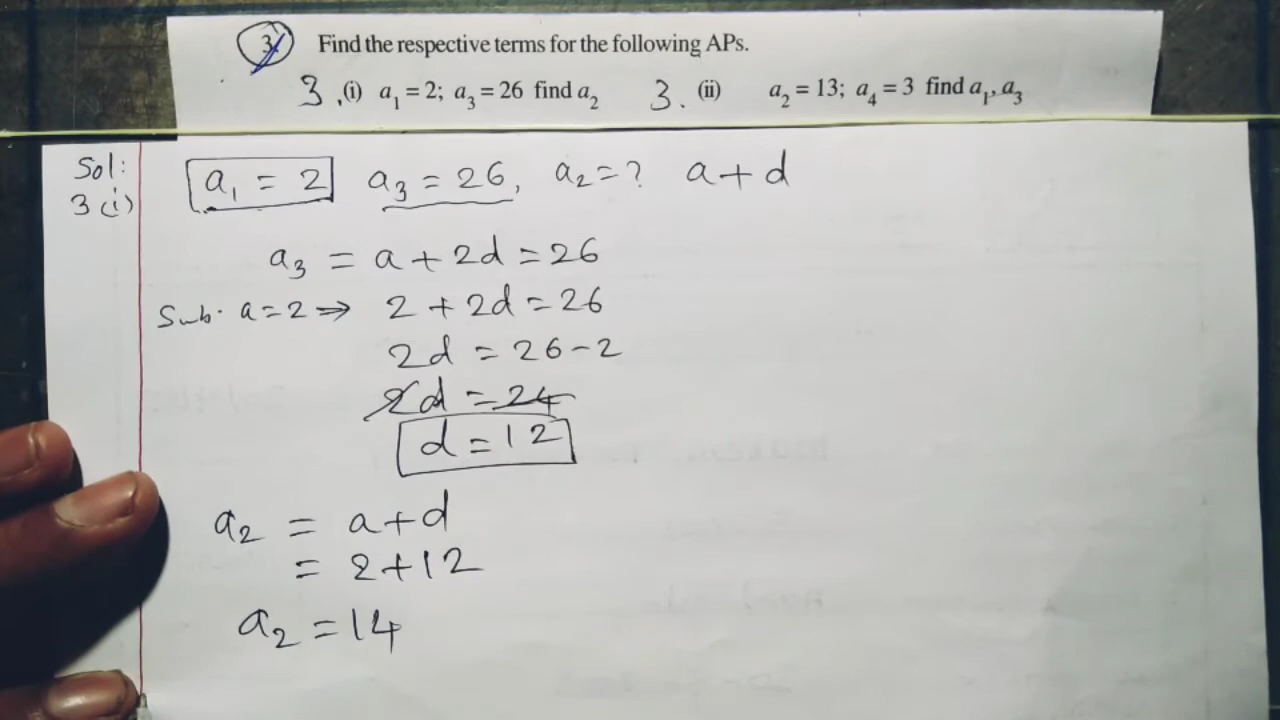 3 Find the respective terms for the following APs.
3. (i) a₁ = 2; a₃ = 26 find a₂ 3. (ii) a₂ = 13; a₄ = 3 find a₁, a₃
Sol: 3(i) a₁ = 2 a₃ = 26, a₂ = ? a + d
a₃ = a + 2d = 26
Sub. a = 2 ⇒ 2 + 2d = 26
2d = 26 - 2
2d = 24
d = 12
a₂ = a + d
= 2 + 12
a₂ = 14